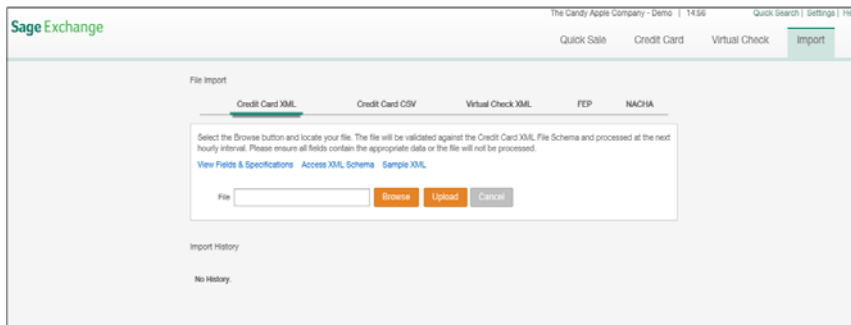 The Candy Apple Company - Demo | 14:56 Quick Search | Settings | He
Sage Exchange
Quick Sale Credit Card Virtual Check Import
File Import
Credit Card XML Credit Card CSV Virtual Check XML FEP NACHA
Select the Browse button and locate your file. The file will be validated against the Credit Card XML File Schema and processed at the next
hourly interval. Please ensure all fields contain the appropriate data or the file will not be processed.
View Fields & Specifications Access XML Schema Sample XML
File Browse Upload Cancel
Import History
No History.